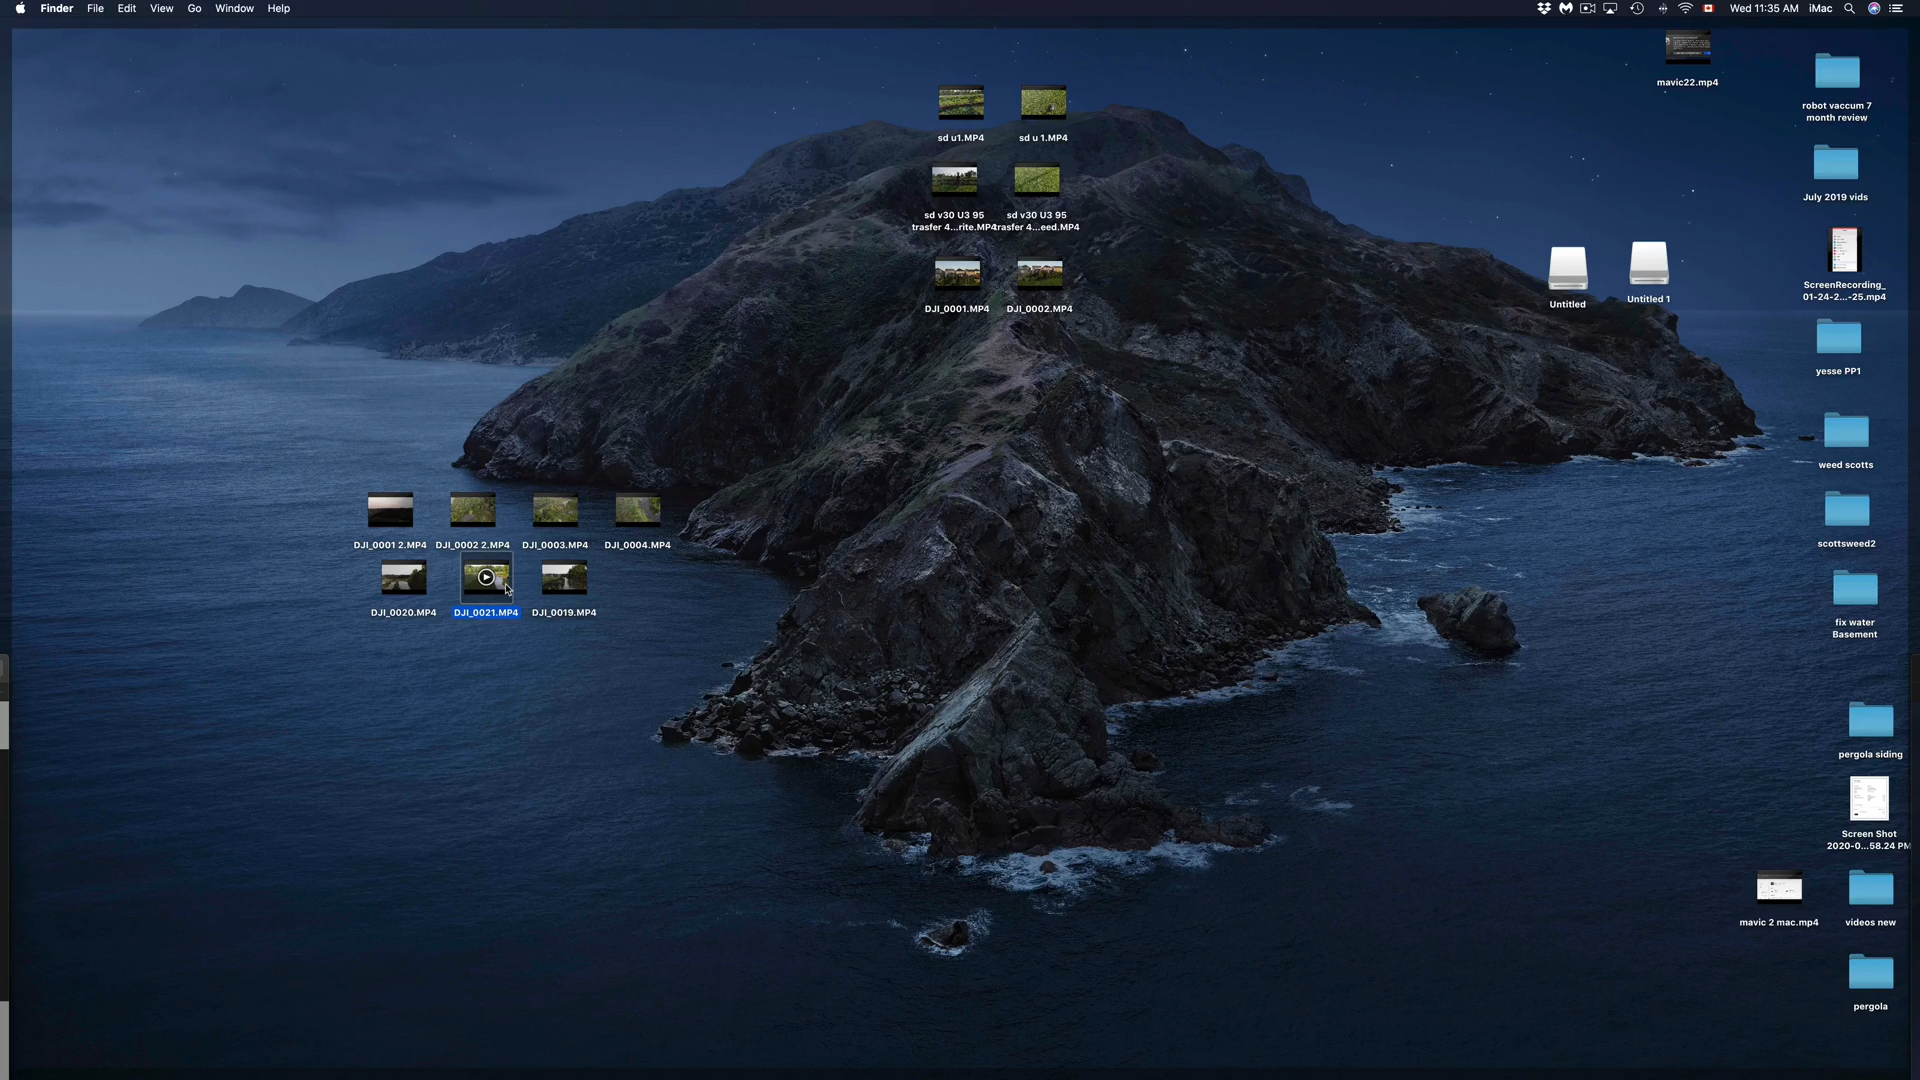 Finder File Edit View Go Window Help
Wed 11:35 AM iMac
mavic22.mp4
robot vaccum 7
month review
sd u1.MP4
sd u 1.MP4
July 2019 vids
sd v30 U3 95
trasfer 4...rite.MP4
sd v30 U3 95
trasfer 4...eed.MP4
DJI_0001.MP4
DJI_0002.MP4
Untitled
Untitled 1
ScreenRecording_
01-24-2...-25.mp4
yesse PP1
weed scotts
DJI_0001 2.MP4
DJI_0002 2.MP4
DJI_0003.MP4
DJI_0004.MP4
scottsweed2
DJI_0020.MP4
DJI_0021.MP4
DJI_0019.MP4
fix water
Basement
pergola siding
Screen Shot
2020-0...58.24 PM
mavic 2 mac.mp4
videos new
pergola